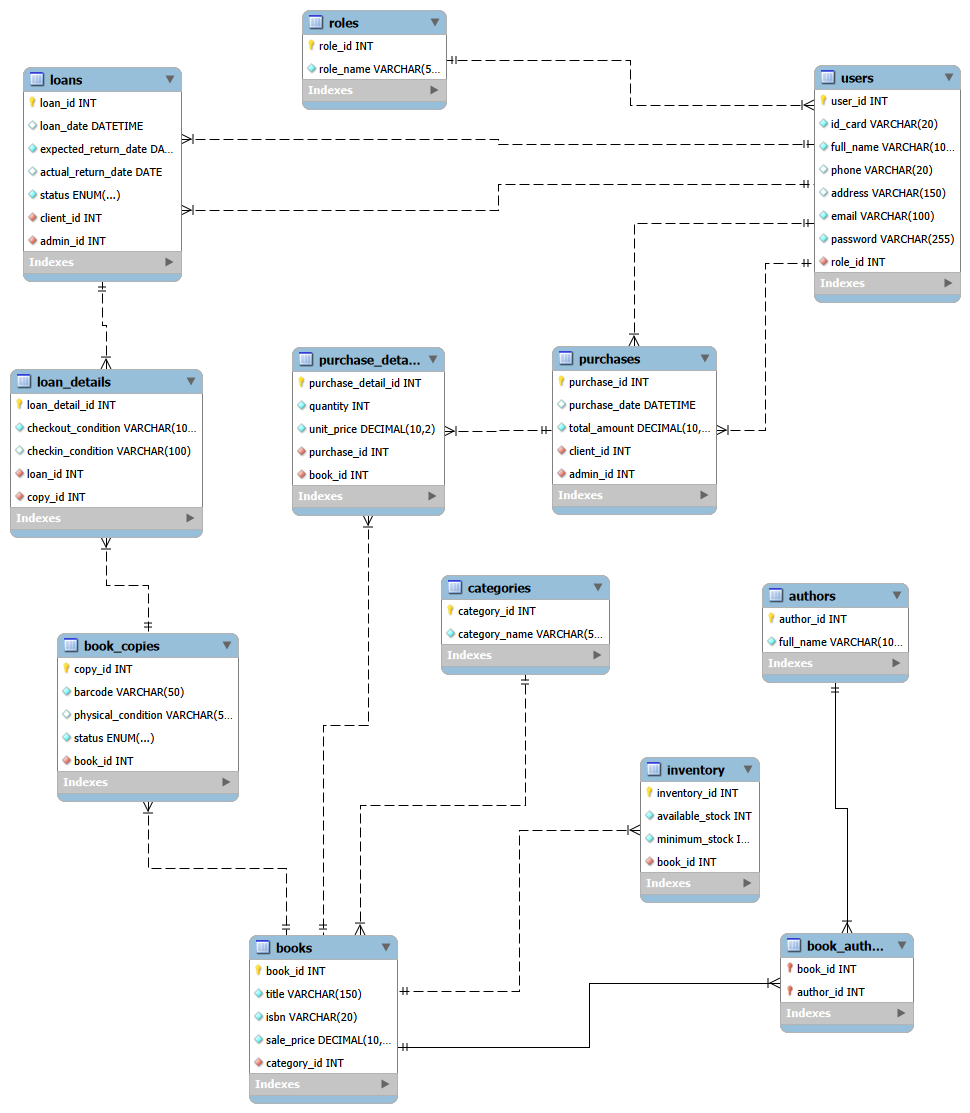 roles
role_id INT
role_name VARCHAR(5...
Indexes
loans
loan_id INT
loan_date DATETIME
expected_return_date DA...
actual_return_date DATE
status ENUM(...)
client_id INT
admin_id INT
Indexes
users
user_id INT
id_card VARCHAR(20)
full_name VARCHAR(10...
phone VARCHAR(20)
address VARCHAR(150)
email VARCHAR(100)
password VARCHAR(255)
role_id INT
Indexes
loan_details
loan_detail_id INT
checkout_condition VARCHAR(10...
checkin_condition VARCHAR(100)
loan_id INT
copy_id INT
Indexes
purchase_deta...
purchase_detail_id INT
quantity INT
unit_price DECIMAL(10,2)
purchase_id INT
book_id INT
Indexes
purchases
purchase_id INT
purchase_date DATETIME
total_amount DECIMAL(10,...
client_id INT
admin_id INT
Indexes
categories
category_id INT
category_name VARCHAR(5...
Indexes
authors
author_id INT
full_name VARCHAR(10...
Indexes
book_copies
copy_id INT
barcode VARCHAR(50)
physical_condition VARCHAR(5...
status ENUM(...)
book_id INT
Indexes
inventory
inventory_id INT
available_stock INT
minimum_stock I...
book_id INT
Indexes
books
book_id INT
title VARCHAR(150)
isbn VARCHAR(20)
sale_price DECIMAL(10,...
category_id INT
Indexes
book_auth...
book_id INT
author_id INT
Indexes